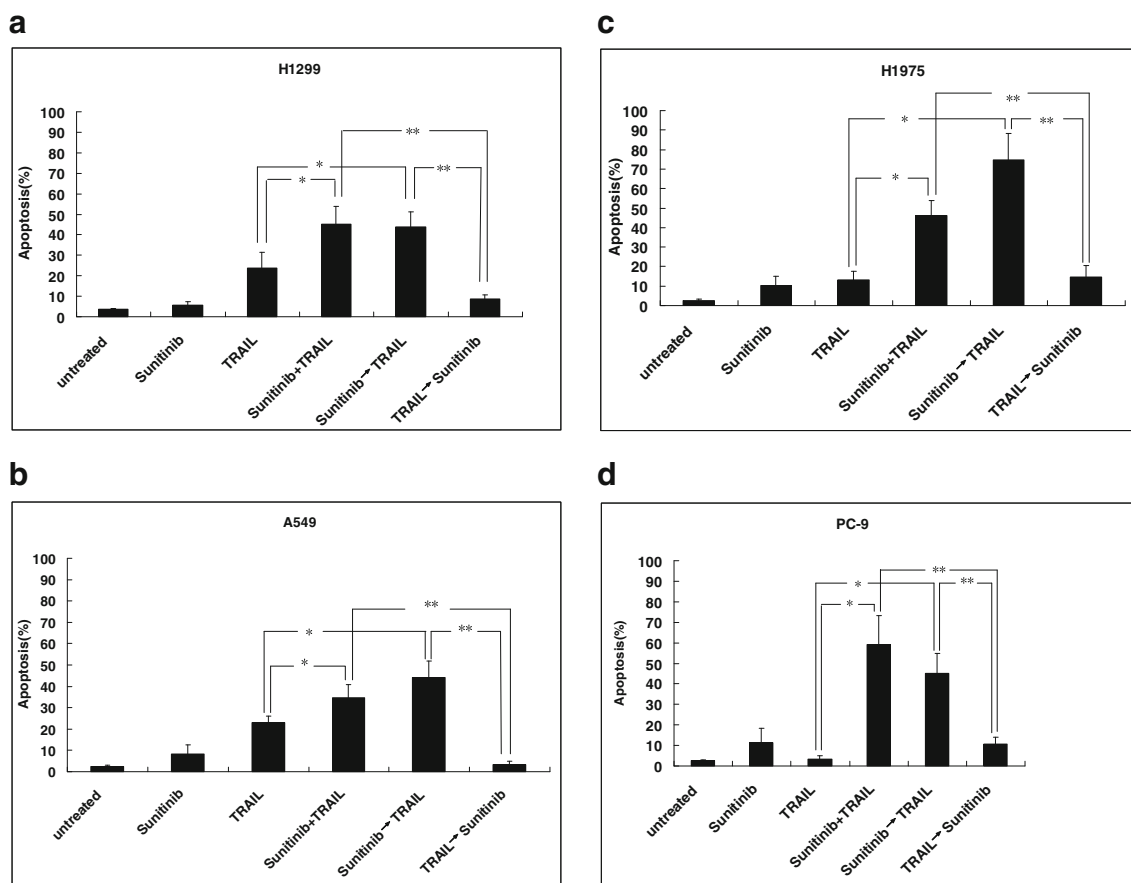 a
H1299
Apoptosis(%)
100
90
80
70
60
50
40
30
20
10
0
**
*
**
*
untreated
Sunitinib
TRAIL
Sunitinib+TRAIL
Sunitinib→TRAIL
TRAIL→Sunitinib
c
H1975
Apoptosis(%)
100
90
80
70
60
50
40
30
20
10
0
**
*
**
*
untreated
Sunitinib
TRAIL
Sunitinib+TRAIL
Sunitinib→TRAIL
TRAIL→Sunitinib
b
A549
Apoptosis(%)
100
90
80
70
60
50
40
30
20
10
0
**
*
**
*
untreated
Sunitinib
TRAIL
Sunitinib+TRAIL
Sunitinib→TRAIL
TRAIL→Sunitinib
d
PC-9
Apoptosis(%)
100
90
80
70
60
50
40
30
20
10
0
**
*
**
*
untreated
Sunitinib
TRAIL
Sunitinib+TRAIL
Sunitinib→TRAIL
TRAIL→Sunitinib